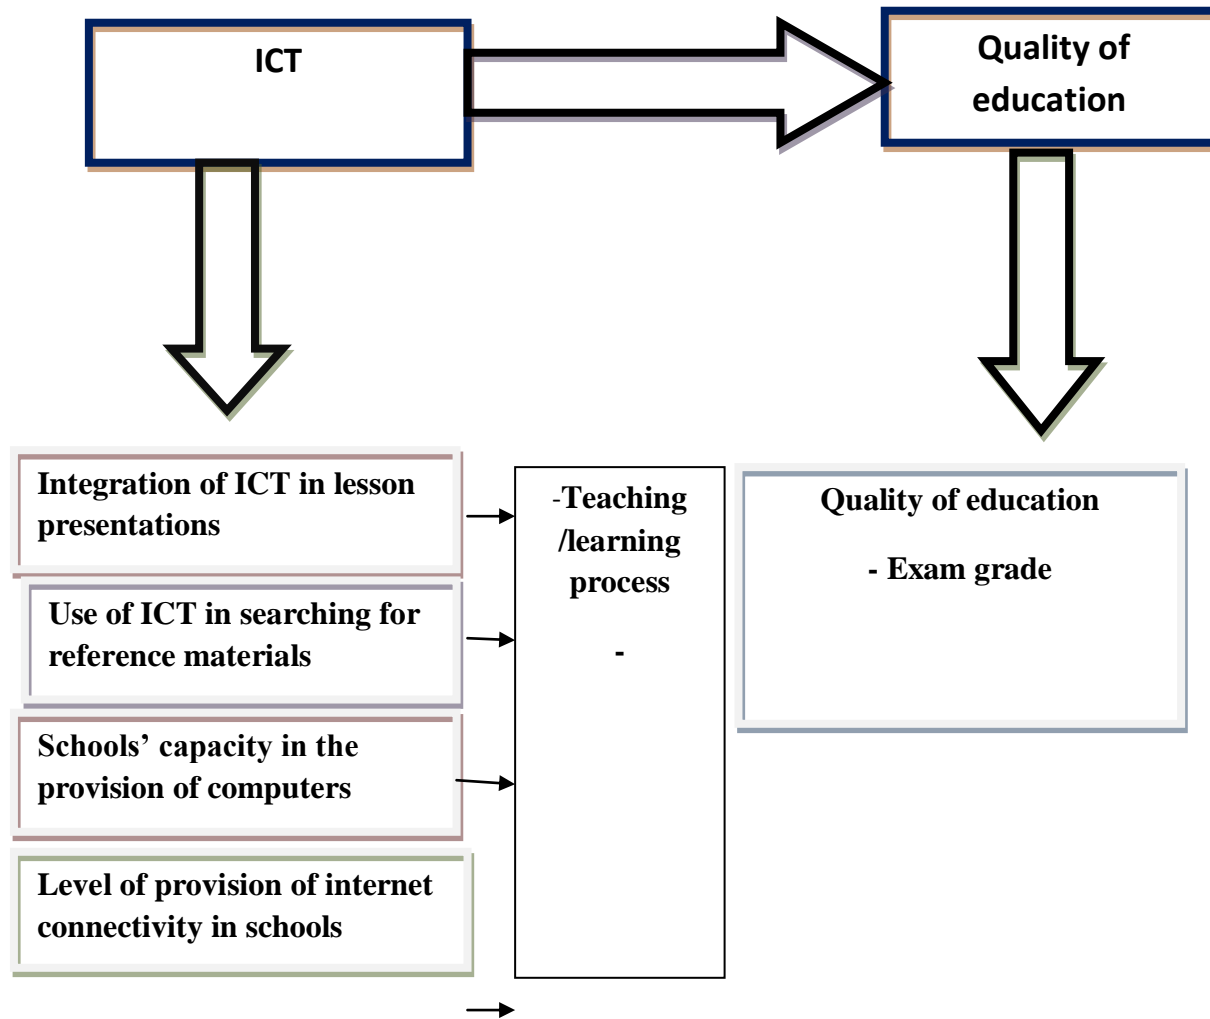 ICT
Quality of
education
Integration of ICT in lesson
presentations
Use of ICT in searching for
reference materials
Schools’ capacity in the
provision of computers
Level of provision of internet
connectivity in schools
-Teaching
/learning
process
-
Quality of education
- Exam grade